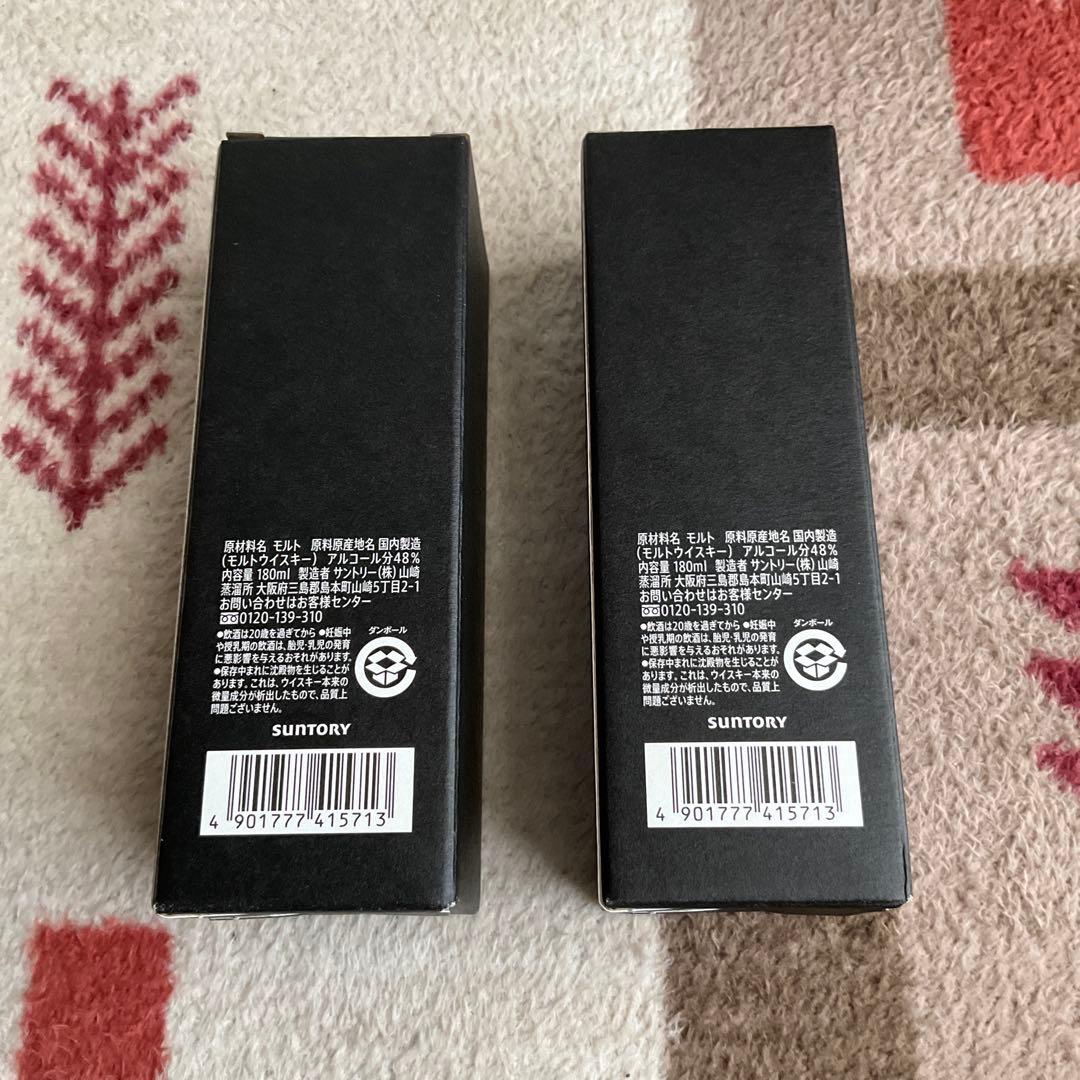 原材料名 モルト 原料原産地名 国内製造
(モルトウイスキー) アルコール分48%
内容量 180ml 製造者 サントリー(株) 山崎
蒸溜所 大阪府三島郡島本町山崎5丁目2-1
お問い合わせはお客様センター
0120-139-310
●飲酒は20歳を過ぎてから ●妊娠中
や授乳期の飲酒は、胎児・乳児の発育
に悪影響を与えるおそれがあります。
●保存中まれに沈殿物を生じることが
あります。これは、ウイスキー本来の
微量成分が析出したもので、品質上
問題ございません。
ダンボール
SUNTORY
4 901777 415713
原材料名 モルト 原料原産地名 国内製造
(モルトウイスキー) アルコール分48%
内容量 180ml 製造者 サントリー(株) 山崎
蒸溜所 大阪府三島郡島本町山崎5丁目2-1
お問い合わせはお客様センター
0120-139-310
●飲酒は20歳を過ぎてから ●妊娠中
や授乳期の飲酒は、胎児・乳児の発育
に悪影響を与えるおそれがあります。
●保存中まれに沈殿物を生じることが
あります。これは、ウイスキー本来の
微量成分が析出したもので、品質上
問題ございません。
ダンボール
SUNTORY
4 901777 415713